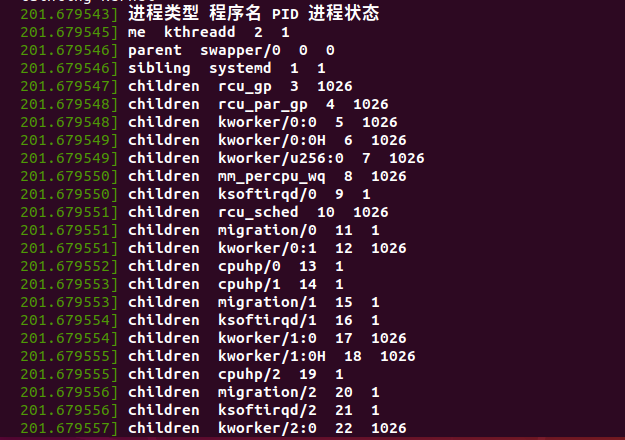 201.679543] 进程类型 程序名 PID 进程状态
201.679545] me kthreadd 2 1
201.679546] parent swapper/0 0 0
201.679546] sibling systemd 1 1
201.679547] children rcu_gp 3 1026
201.679548] children rcu_par_gp 4 1026
201.679548] children kworker/0:0 5 1026
201.679549] children kworker/0:0H 6 1026
201.679549] children kworker/u256:0 7 1026
201.679550] children mm_percpu_wq 8 1026
201.679550] children ksoftirqd/0 9 1
201.679551] children rcu_sched 10 1026
201.679551] children migration/0 11 1
201.679551] children kworker/0:1 12 1026
201.679552] children cpuhp/0 13 1
201.679553] children cpuhp/1 14 1
201.679553] children migration/1 15 1
201.679554] children ksoftirqd/1 16 1
201.679554] children kworker/1:0 17 1026
201.679555] children kworker/1:0H 18 1026
201.679555] children cpuhp/2 19 1
201.679556] children migration/2 20 1
201.679556] children ksoftirqd/2 21 1
201.679557] children kworker/2:0 22 1026